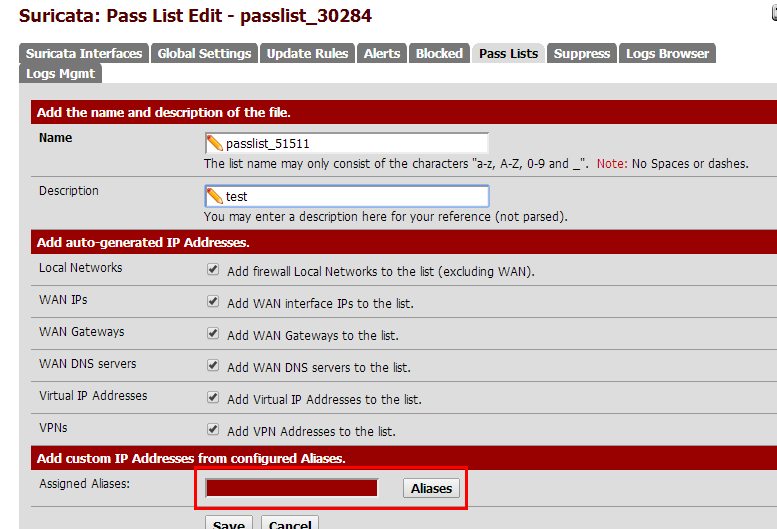 Suricata: Pass List Edit - passlist_30284
Suricata Interfaces Global Settings Update Rules Alerts Blocked Pass Lists Suppress Logs Browser
Logs Mgmt
Add the name and description of the file.
Name
passlist_51511
The list name may only consist of the characters "a-z, A-Z, 0-9 and _". Note: No Spaces or dashes.
Description
test
You may enter a description here for your reference (not parsed).
Add auto-generated IP Addresses.
Local Networks Add firewall Local Networks to the list (excluding WAN).
WAN IPs Add WAN interface IPs to the list.
WAN Gateways Add WAN Gateways to the list.
WAN DNS servers Add WAN DNS servers to the list.
Virtual IP Addresses Add Virtual IP Addresses to the list.
VPNs Add VPN Addresses to the list.
Add custom IP Addresses from configured Aliases.
Assigned Aliases: Aliases
Save Cancel